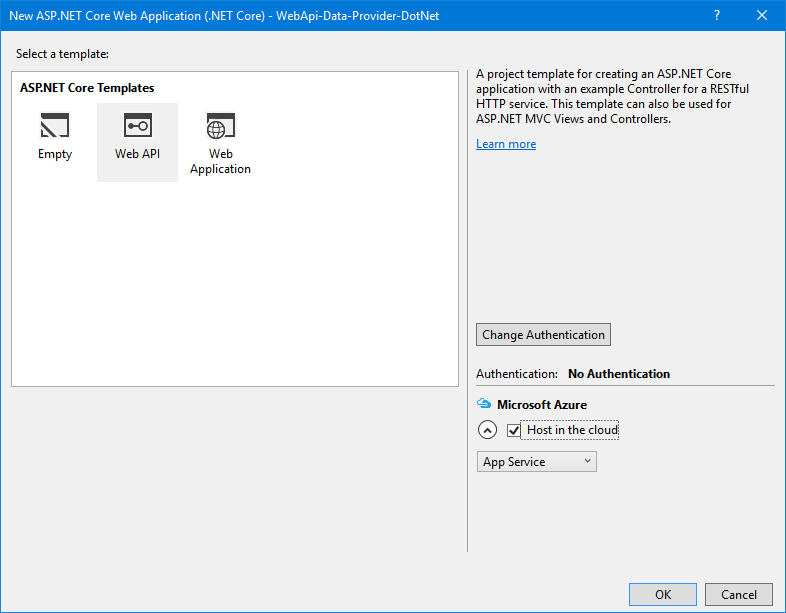 New ASP.NET Core Web Application (.NET Core) - WebApi-Data-Provider-DotNet
?
Select a template:
ASP.NET Core Templates
Empty
Web API
Web
Application
A project template for creating an ASP.NET Core
application with an example Controller for a RESTful
HTTP service. This template can also be used for
ASP.NET MVC Views and Controllers.
Learn more
Change Authentication
Authentication: No Authentication
Microsoft Azure
Host in the cloud
App Service
OK
Cancel